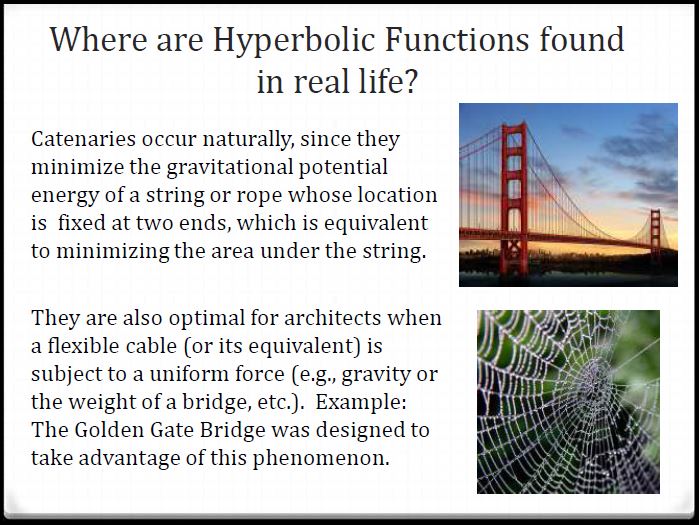 Where are Hyperbolic Functions found
in real life?
Catenaries occur naturally, since they
minimize the gravitational potential
energy of a string or rope whose location
is fixed at two ends, which is equivalent
to minimizing the area under the string.
They are also optimal for architects when
a flexible cable (or its equivalent) is
subject to a uniform force (e.g., gravity or
the weight of a bridge, etc.). Example:
The Golden Gate Bridge was designed to
take advantage of this phenomenon.